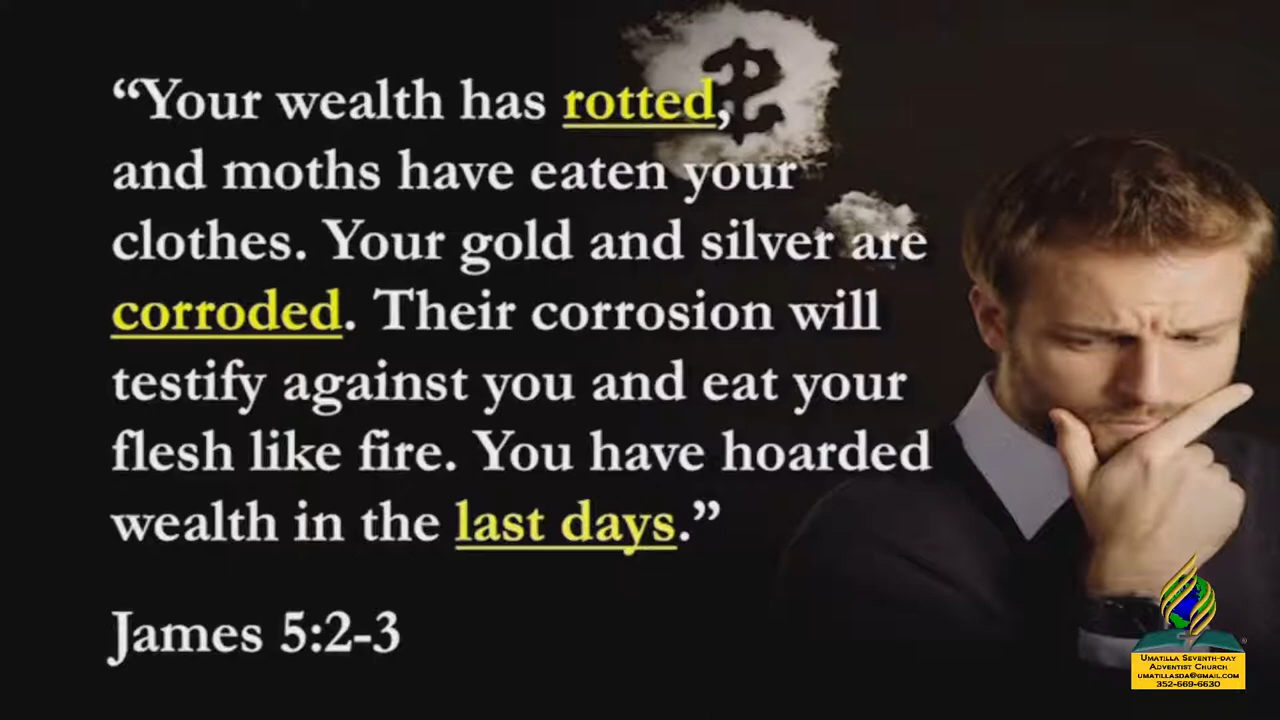 “Your wealth has rotted,
and moths have eaten your
clothes. Your gold and silver are
corroded. Their corrosion will
testify against you and eat your
flesh like fire. You have hoarded
wealth in the last days.”
James 5:2-3
$
UMATILLA SEVENTH-DAY
ADVENTIST CHURCH
UMATILLASDA@GMAIL.COM
352-669-6630